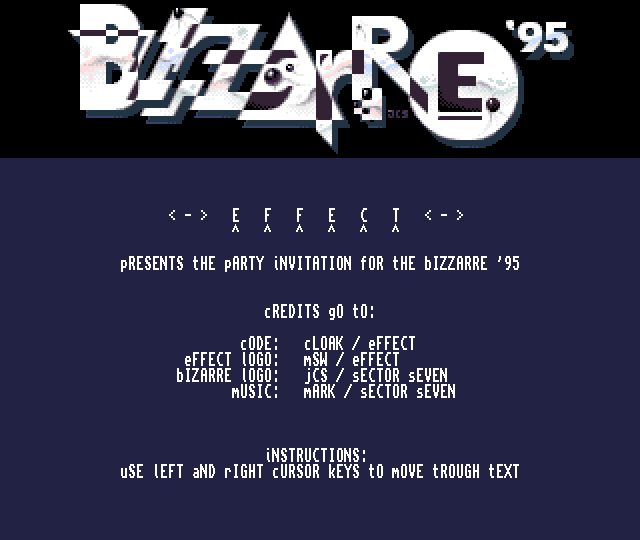 BIZZARRE '95
JCS
<-> E F F E C T <->
^ ^ ^ ^ ^ ^
pRESENTS tHE pARTY iNVITATION fOR tHE bIZZARRE '95
cREDITS gO tO:
cODE: cLOAK / eFFECT
eFFECT lOGO: mSW / eFFECT
bIZARRE lOGO: jCS / sECTOR sEVEN
mUSIC: mARK / sECTOR sEVEN
iNSTRUCTIONS:
uSE lEFT aND rIGHT cURSOR kEYS tO mOVE tROUGH tEXT